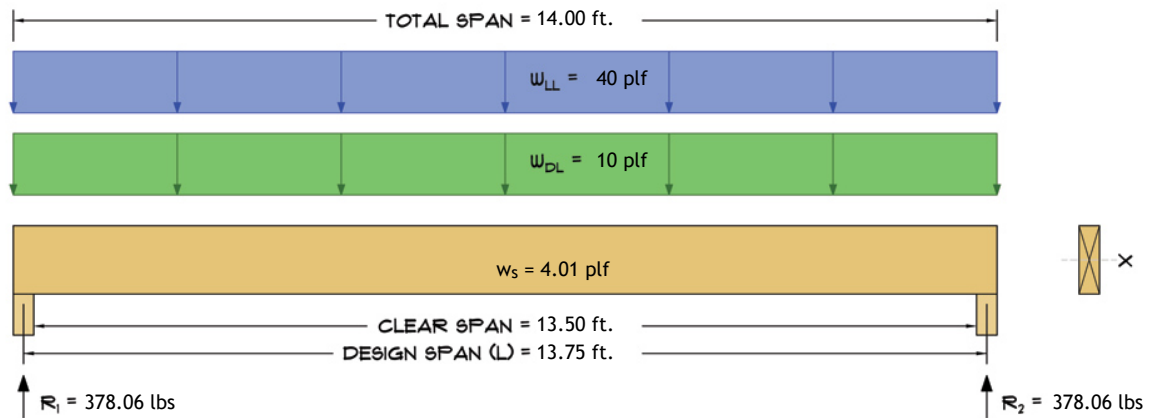 TOTAL SPAN = 14.00 ft.
wLL = 40 plf
wDL = 10 plf
ws = 4.01 plf
X
CLEAR SPAN = 13.50 ft.
DESIGN SPAN (L) = 13.75 ft.
R1 = 378.06 lbs
R2 = 378.06 lbs